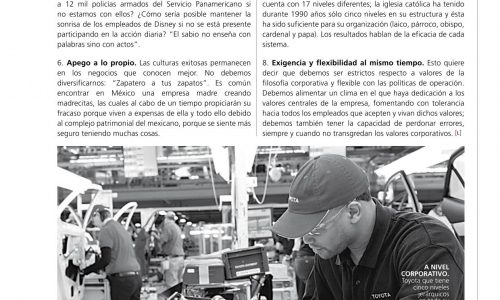 a 12 mil policías armados del Servicio Panamericano si
no estamos con ellos? ¿Cómo sería posible mantener la
sonrisa de los empleados de Disney si no se está presente
participando en la acción diaria? "El sabio no enseña con
palabras sino con actos".
6. Apego a lo propio. Las culturas exitosas permanecen
en los negocios que conocen mejor. No debemos
diversificarnos: "Zapatero a tus zapatos". Es común
encontrar en México una empresa madre creando
madrecitas, las cuales al cabo de un tiempo propiciarán su
fracaso porque viven a expensas de ella y todo ello debido
al complejo patrimonial del mexicano, porque se siente más
seguro teniendo muchas cosas.
cuenta con 17 niveles diferentes; la iglesia católica ha tenido
durante 1990 años sólo cinco niveles en su estructura y ésta
ha sido suficiente para su organización (laico, párroco, obispo,
cardenal y papa). Los resultados hablan de la eficacia de cada
sistema.
8. Exigencia y flexibilidad al mismo tiempo. Esto quiere
decir que debemos ser estrictos respecto a valores de la
filosofía corporativa y flexible con las políticas de operación.
Debemos alimentar un clima en el que haya dedicación a los
valores centrales de la empresa, fomentando con tolerancia
hacia todos los empleados que acepten y vivan dichos valores;
debemos también tener la capacidad de perdonar errores,
siempre y cuando no transgredan los valores corporativos. [L]
TOYOTA
TOYOTA
A NIVEL
CORPORATIVO.
Toyota que tiene
cinco niveles
jerárquicos